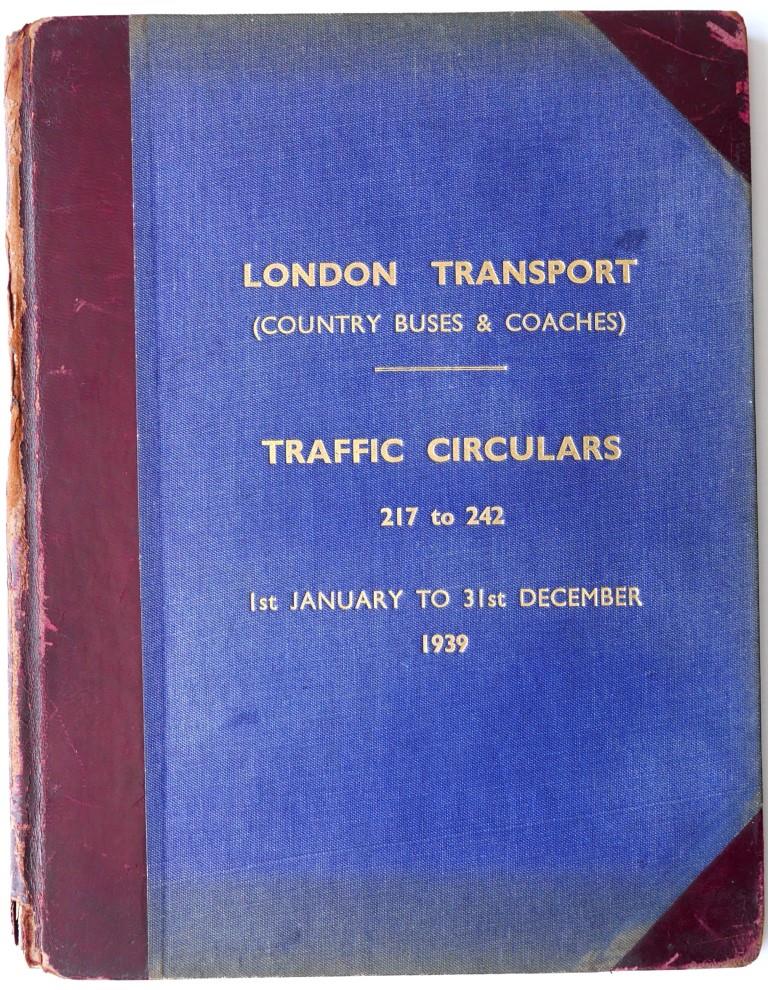 LONDON TRANSPORT
(COUNTRY BUSES & COACHES)
TRAFFIC CIRCULARS
217 to 242
1st JANUARY TO 31st DECEMBER
1939